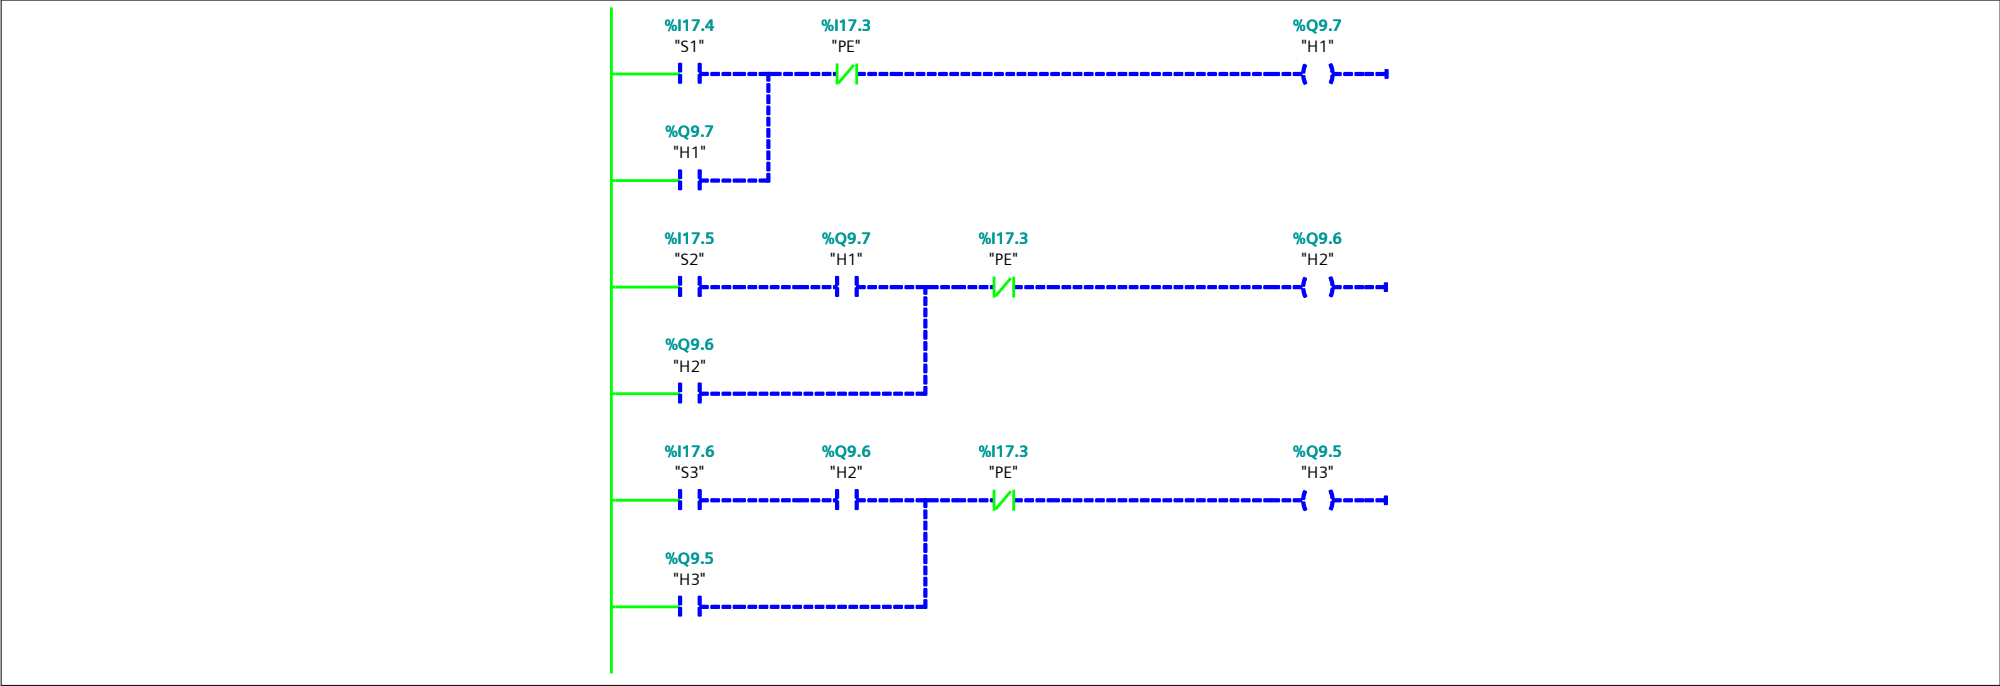 %I17.4 %I17.3 %Q9.7
"S1" "PE" "H1"
%Q9.7
"H1"
%I17.5 %Q9.7 %I17.3 %Q9.6
"S2" "H1" "PE" "H2"
%Q9.6
"H2"
%I17.6 %Q9.6 %I17.3 %Q9.5
"S3" "H2" "PE" "H3"
%Q9.5
"H3"